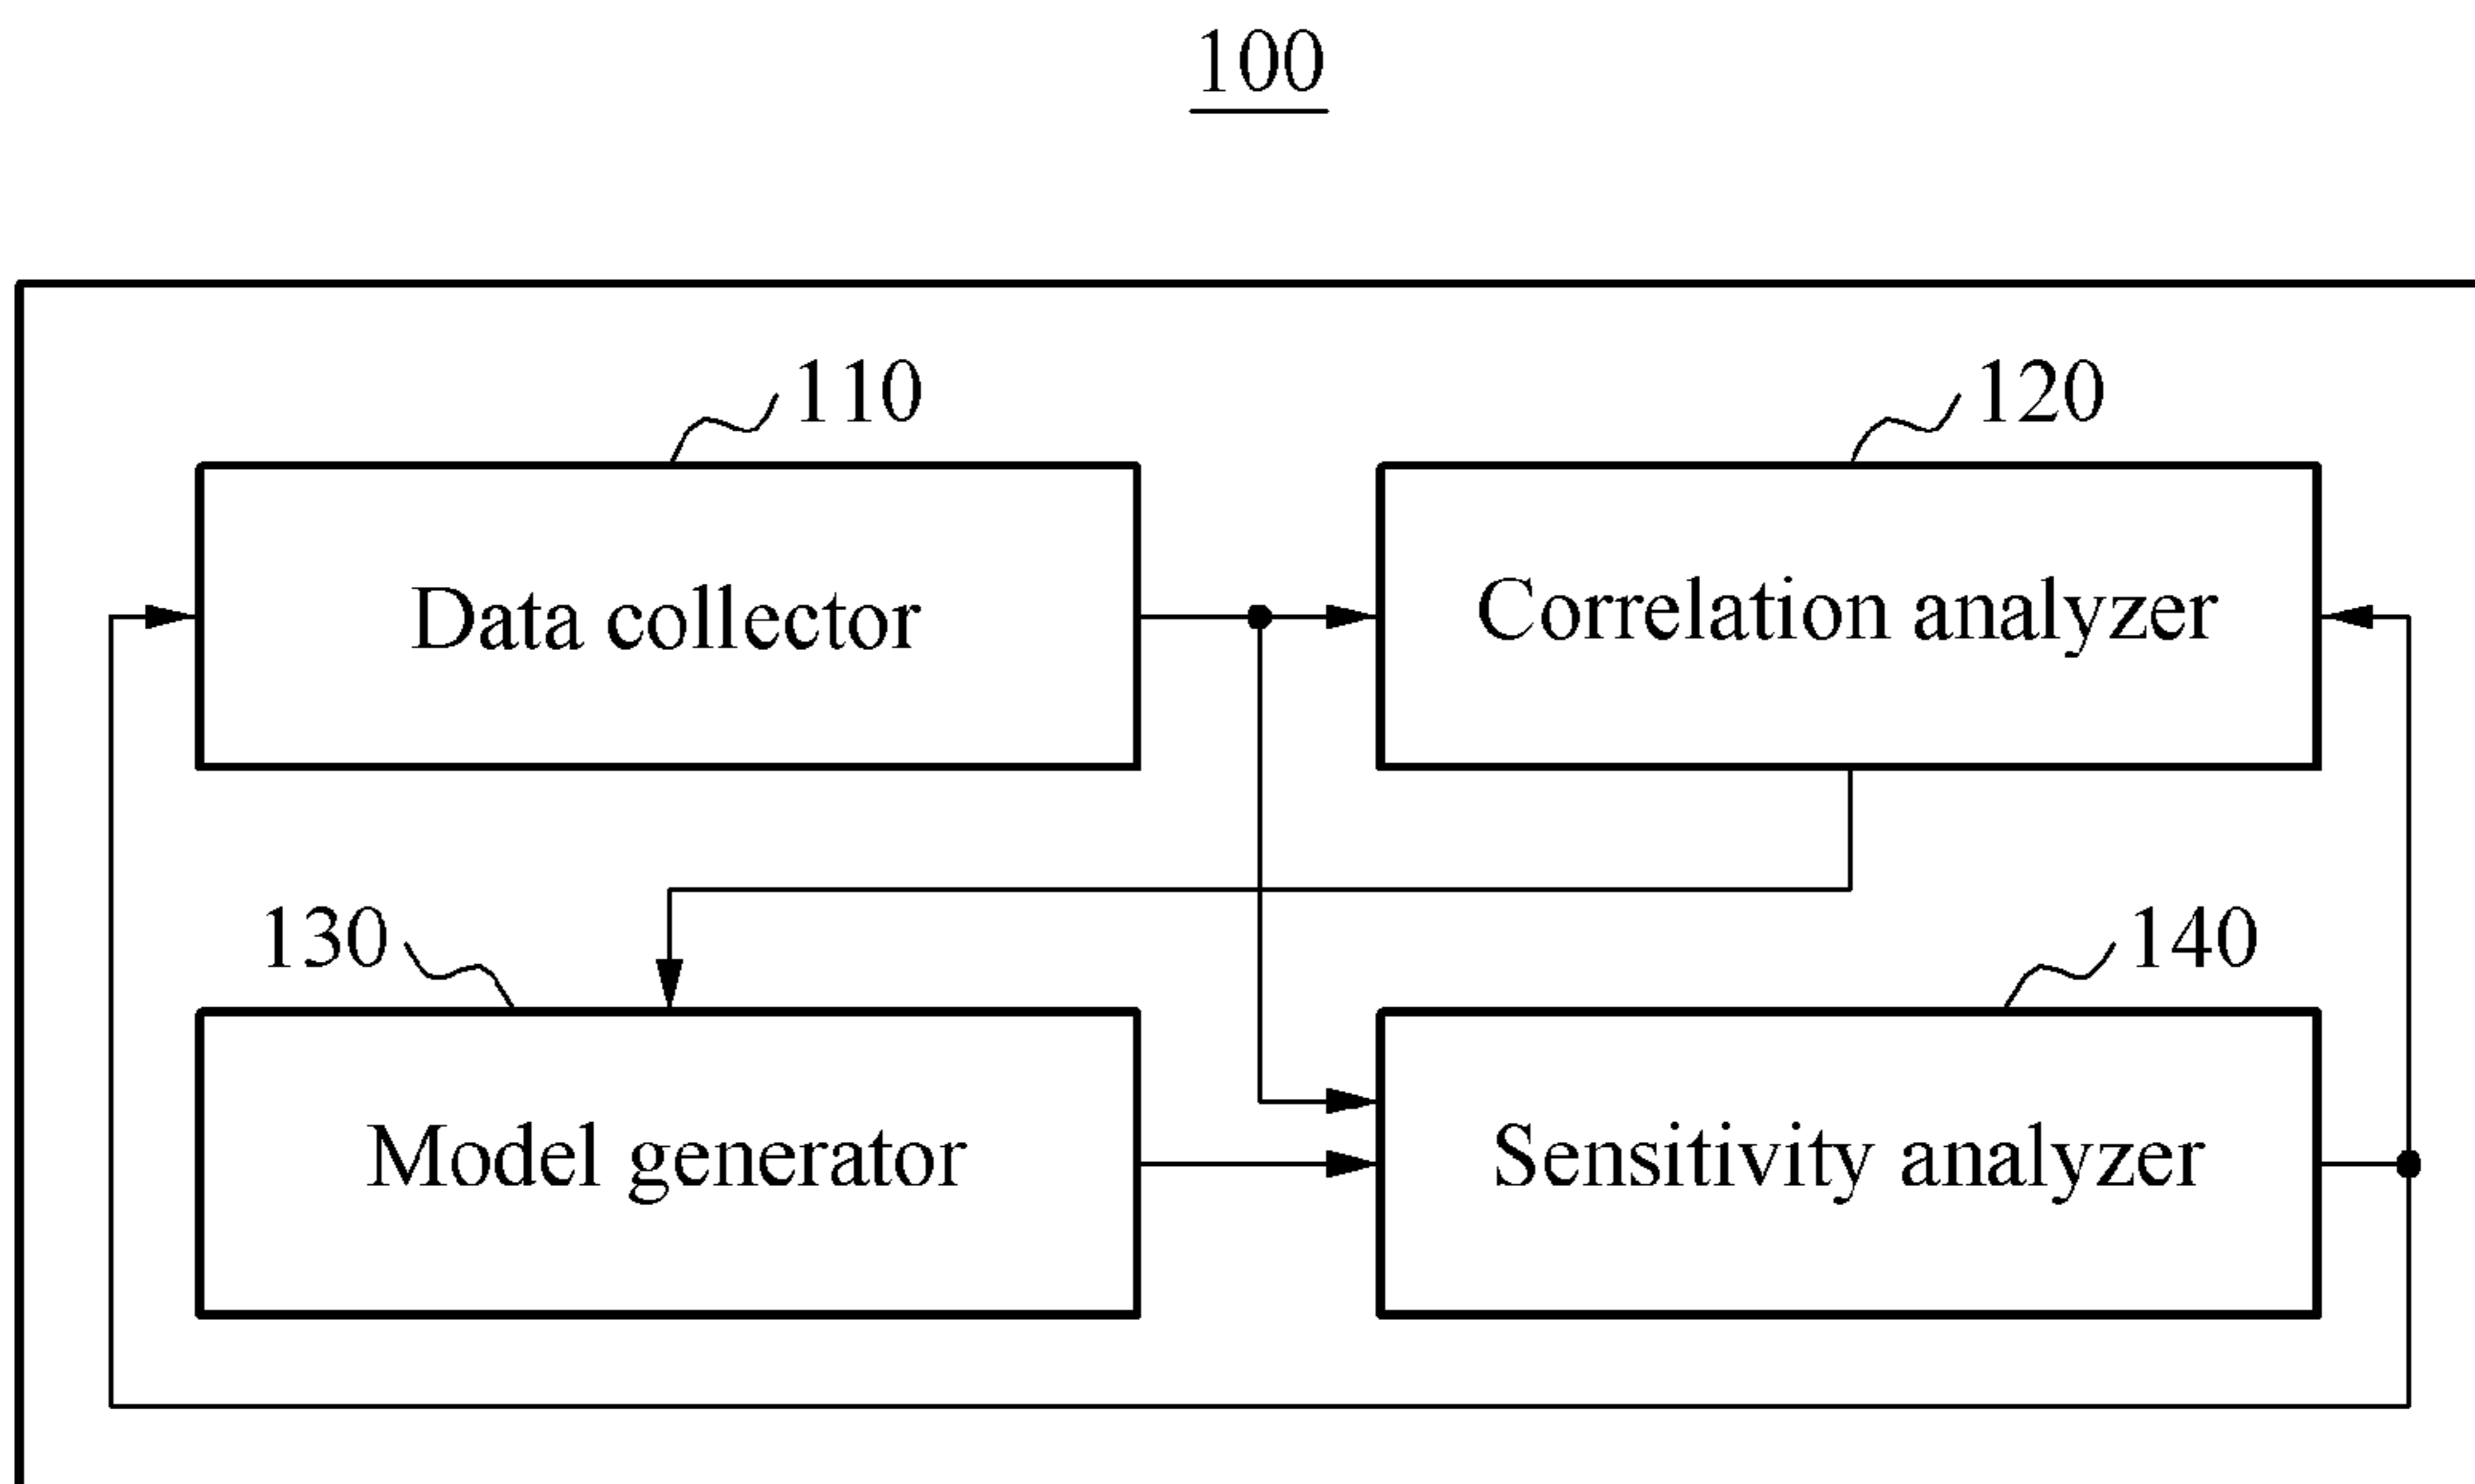 100
110
120
Data collector
Correlation analyzer
130
140
Model generator
Sensitivity analyzer